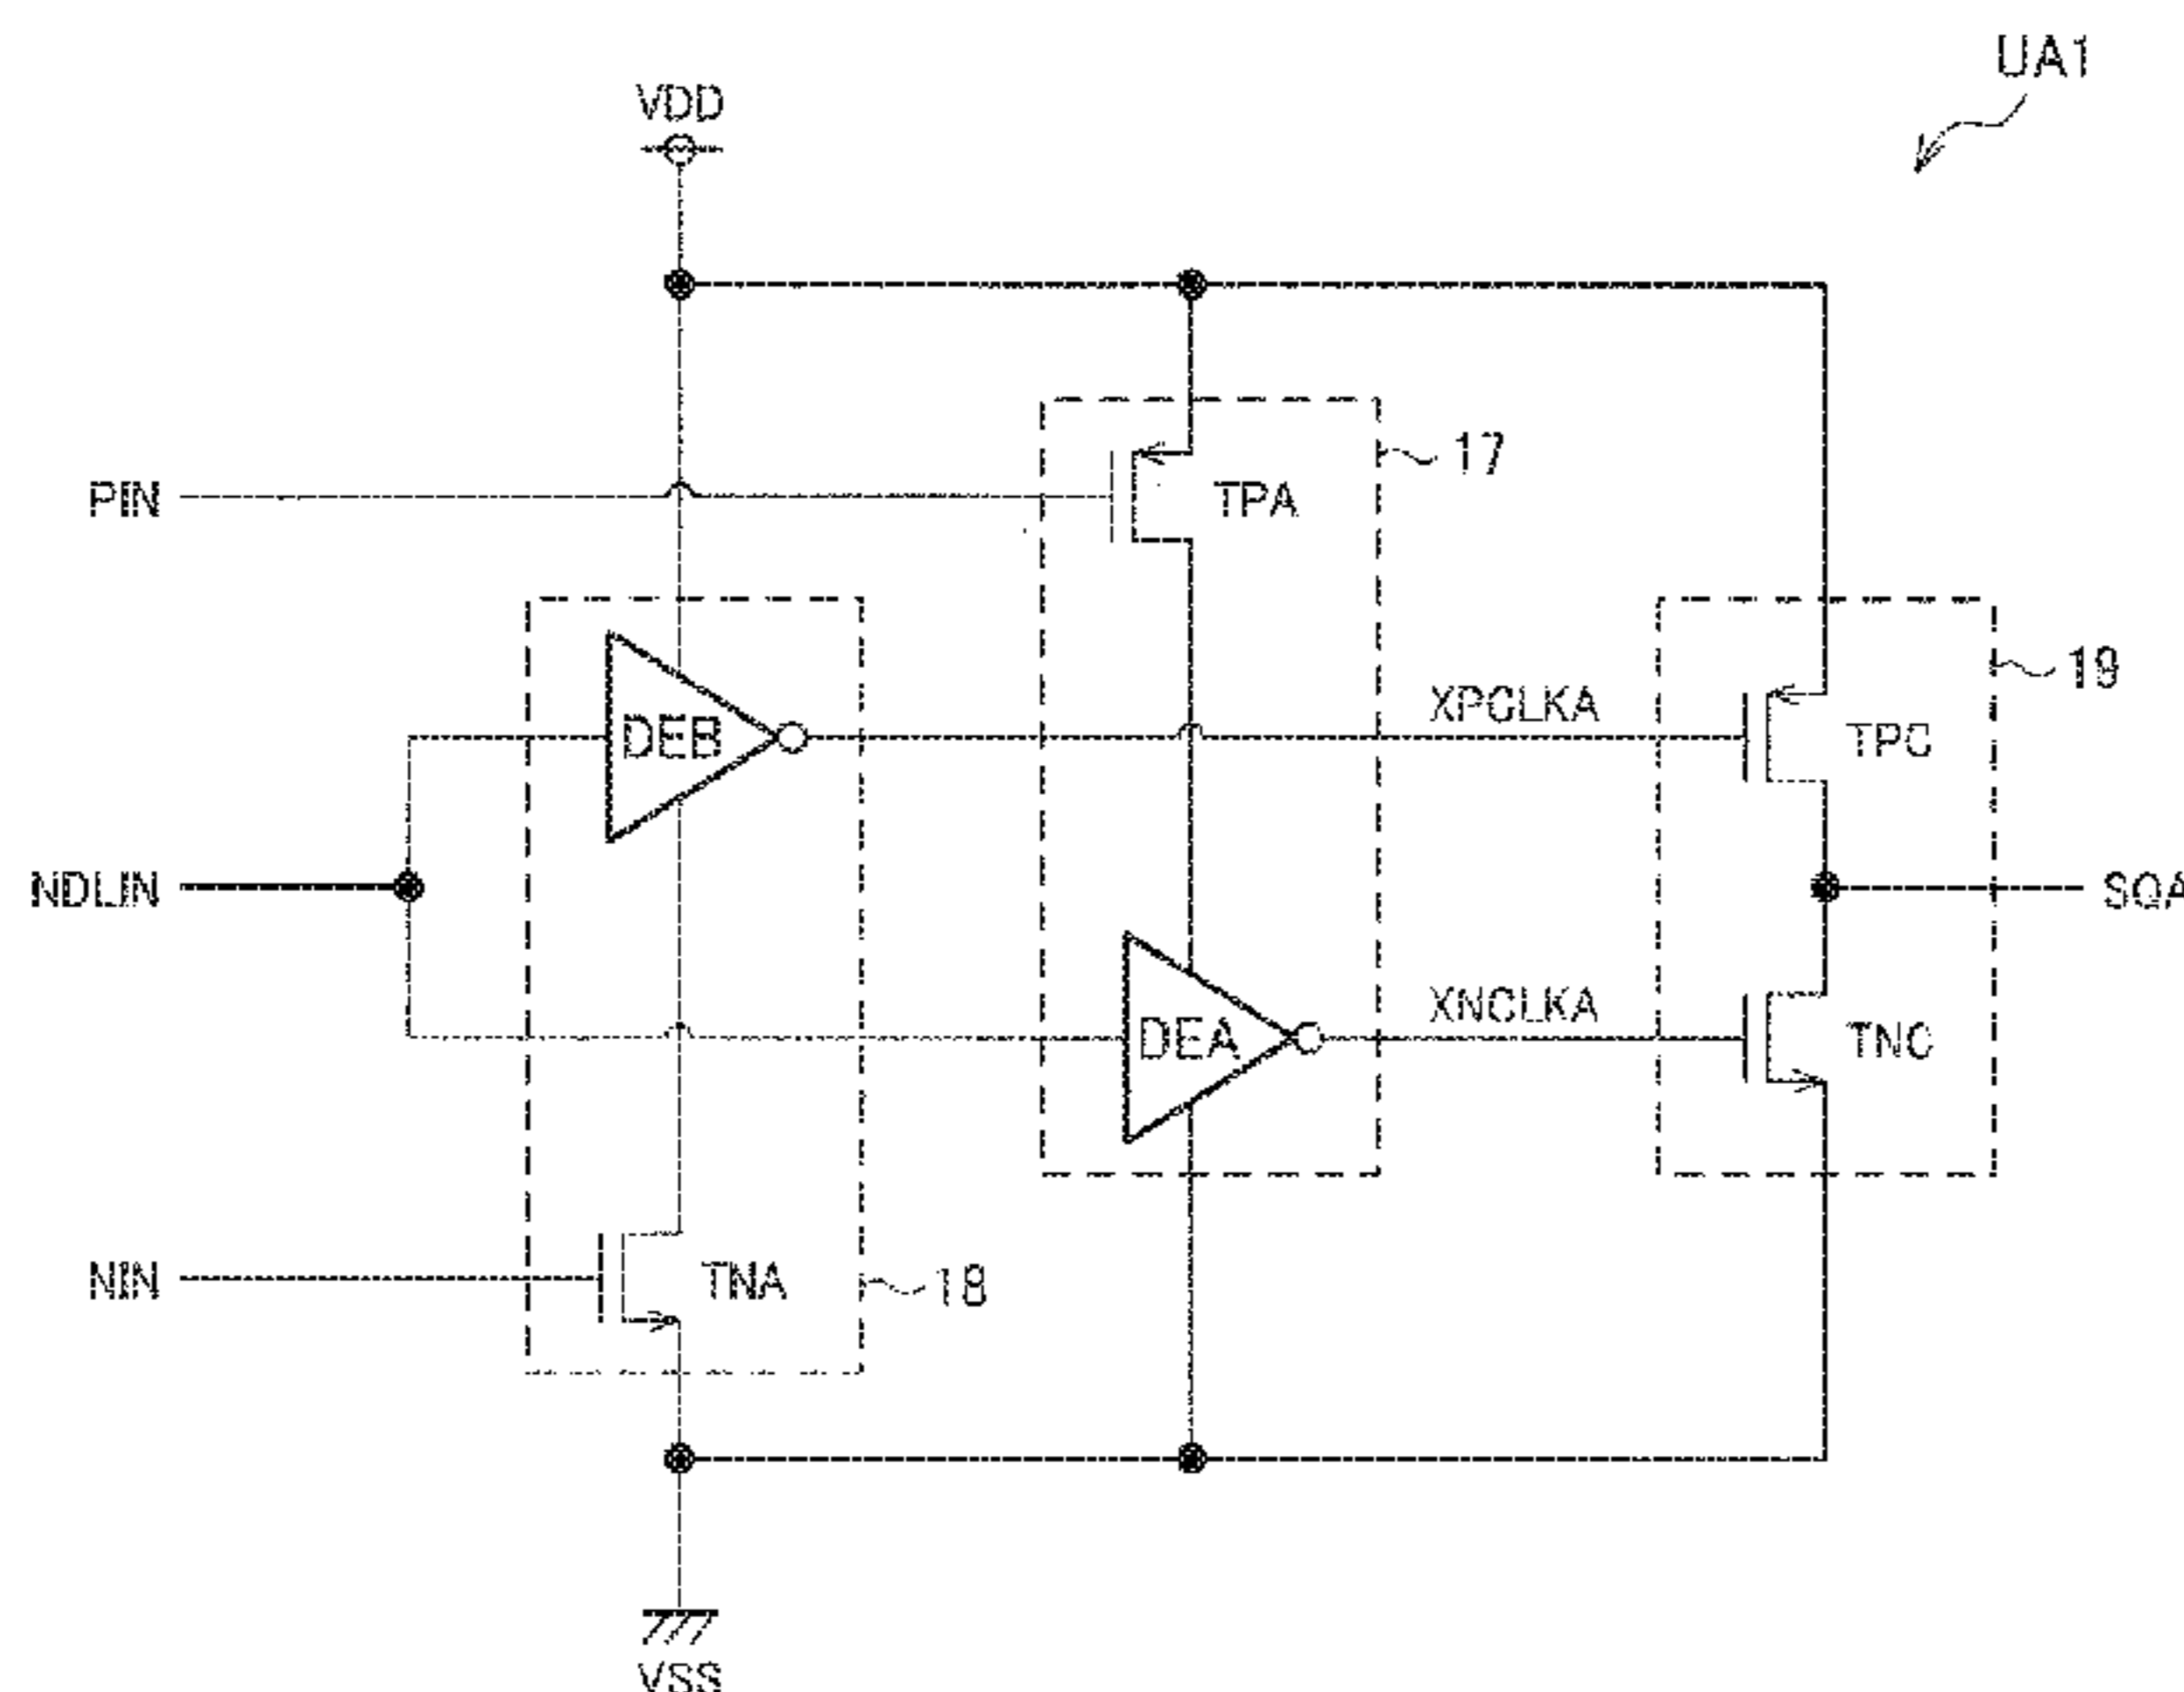 UA1
VDD
17
PIN
TPA
19
XPCLKA
DEB
TPC
NDLIN
SQA
XNCLKA
DEA
TNC
NIN
TNA
18
VSS